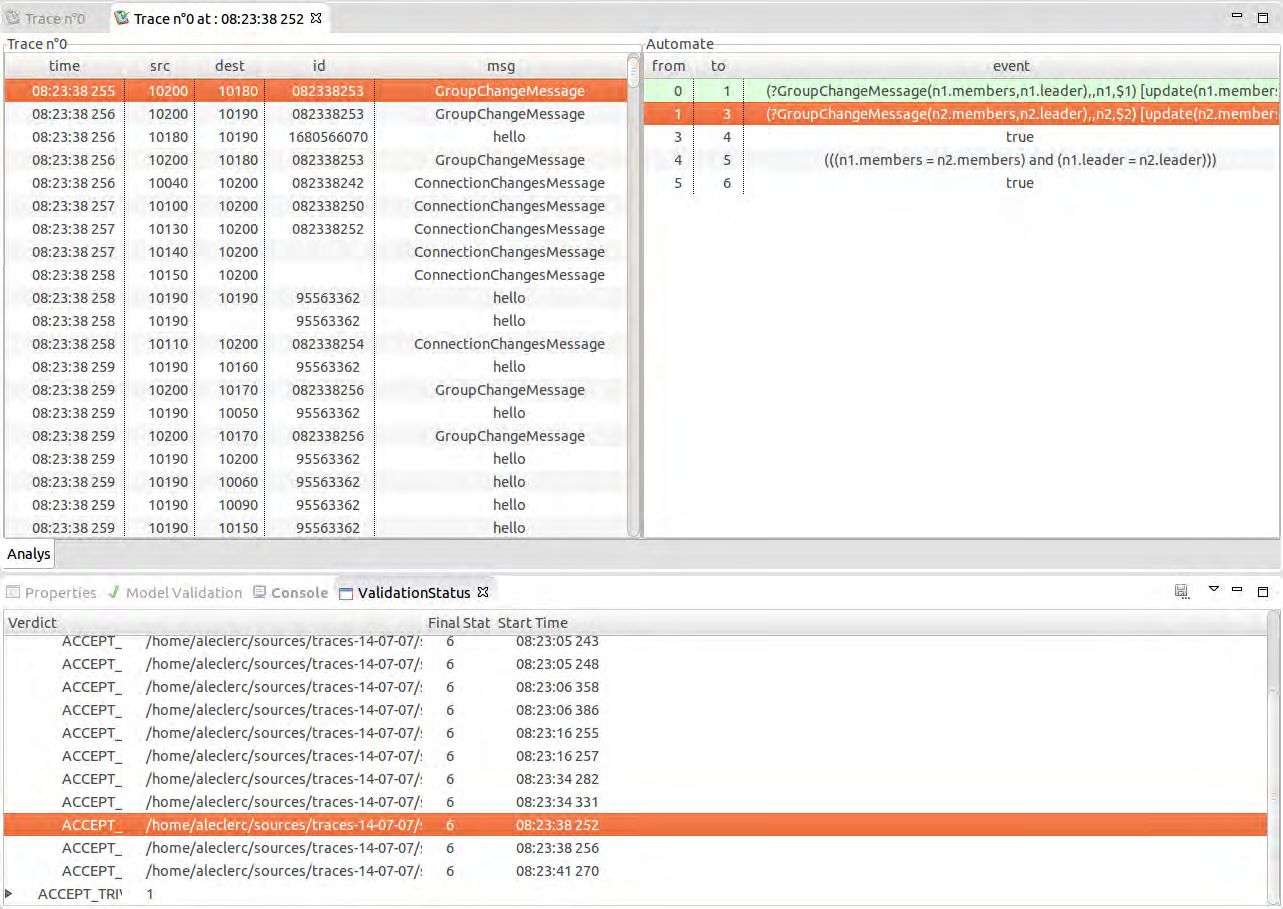 Trace n°0 Trace n°0 at : 08:23:38 252
Trace n°0
time src dest id msg
08:23:38 255 10200 10180 082338253 GroupChangeMessage
08:23:38 256 10200 10190 082338253 GroupChangeMessage
08:23:38 256 10180 10190 1680566070 hello
08:23:38 256 10200 10180 082338253 GroupChangeMessage
08:23:38 256 10040 10200 082338242 ConnectionChangesMessage
08:23:38 257 10100 10200 082338250 ConnectionChangesMessage
08:23:38 257 10130 10200 082338252 ConnectionChangesMessage
08:23:38 257 10140 10200 ConnectionChangesMessage
08:23:38 258 10150 10200 ConnectionChangesMessage
08:23:38 258 10190 10190 95563362 hello
08:23:38 258 10190 95563362 hello
08:23:38 258 10110 10200 082338254 ConnectionChangesMessage
08:23:38 259 10190 10160 95563362 hello
08:23:38 259 10200 10170 082338256 GroupChangeMessage
08:23:38 259 10190 10050 95563362 hello
08:23:38 259 10200 10170 082338256 GroupChangeMessage
08:23:38 259 10190 10200 95563362 hello
08:23:38 259 10190 10060 95563362 hello
08:23:38 259 10190 10090 95563362 hello
08:23:38 259 10190 10150 95563362 hello
Automate
from to event
0 1 (?GroupChangeMessage(n1.members,n1.leader),,n1,$1) [update(n1.members
1 3 (?GroupChangeMessage(n2.members,n2.leader),,n2,$2) [update(n2.members
3 4 true
4 5 (((n1.members = n2.members) and (n1.leader = n2.leader)))
5 6 true
Analys
Properties Model Validation Console ValidationStatus
Verdict Final Stat Start Time
ACCEPT_ /home/aleclerc/sources/traces-14-07-07/s 6 08:23:05 243
ACCEPT_ /home/aleclerc/sources/traces-14-07-07/s 6 08:23:05 248
ACCEPT_ /home/aleclerc/sources/traces-14-07-07/s 6 08:23:06 358
ACCEPT_ /home/aleclerc/sources/traces-14-07-07/s 6 08:23:06 386
ACCEPT_ /home/aleclerc/sources/traces-14-07-07/s 6 08:23:16 255
ACCEPT_ /home/aleclerc/sources/traces-14-07-07/s 6 08:23:16 257
ACCEPT_ /home/aleclerc/sources/traces-14-07-07/s 6 08:23:34 282
ACCEPT_ /home/aleclerc/sources/traces-14-07-07/s 6 08:23:34 331
ACCEPT_ /home/aleclerc/sources/traces-14-07-07/s 6 08:23:38 252
ACCEPT_ /home/aleclerc/sources/traces-14-07-07/s 6 08:23:38 256
ACCEPT_ /home/aleclerc/sources/traces-14-07-07/s 6 08:23:41 270
ACCEPT_TRIV 1